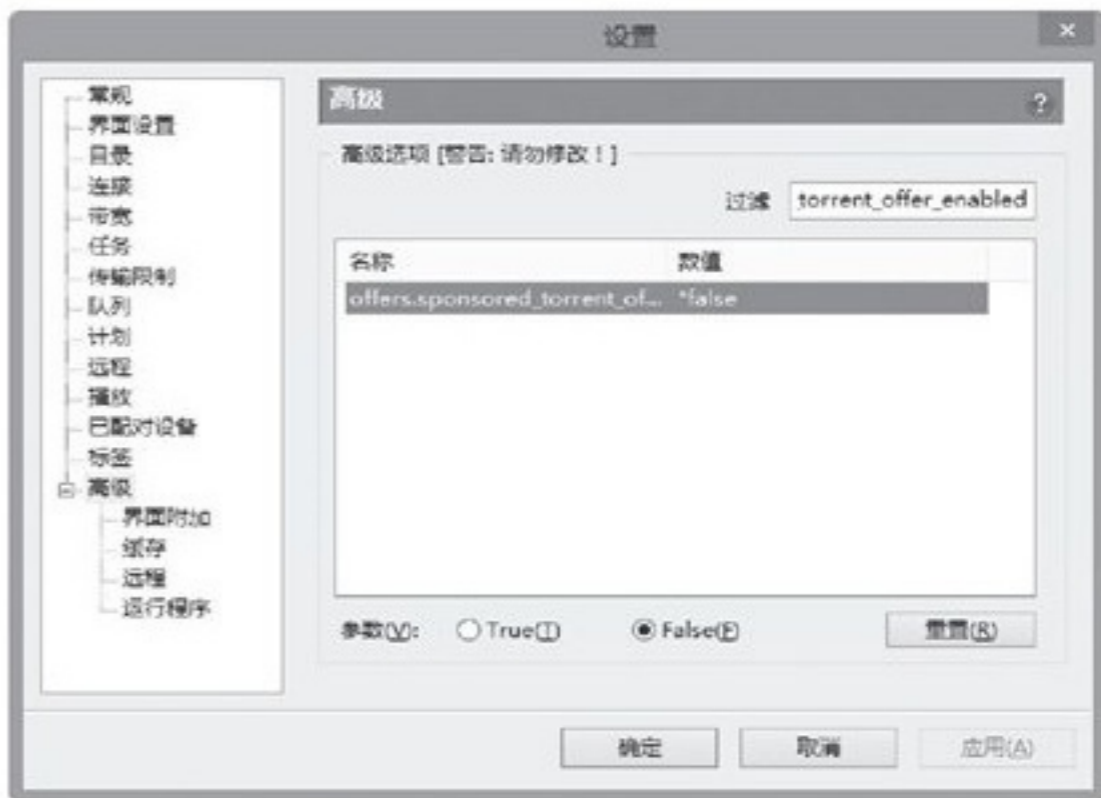 设置
×
常规
界面设置
目录
连接
带宽
任务
传输限制
队列
计划
远程
播放
已配对设备
标签
高级
界面附加
缓存
远程
运行程序
高级
?
高级选项 [警告: 请勿修改！]
过滤 torrent_offer_enabled
名称 数值
offers.sponsored_torrent_of... *false
参数(V): True(T) False(F) 重置(R)
确定 取消 应用(A)